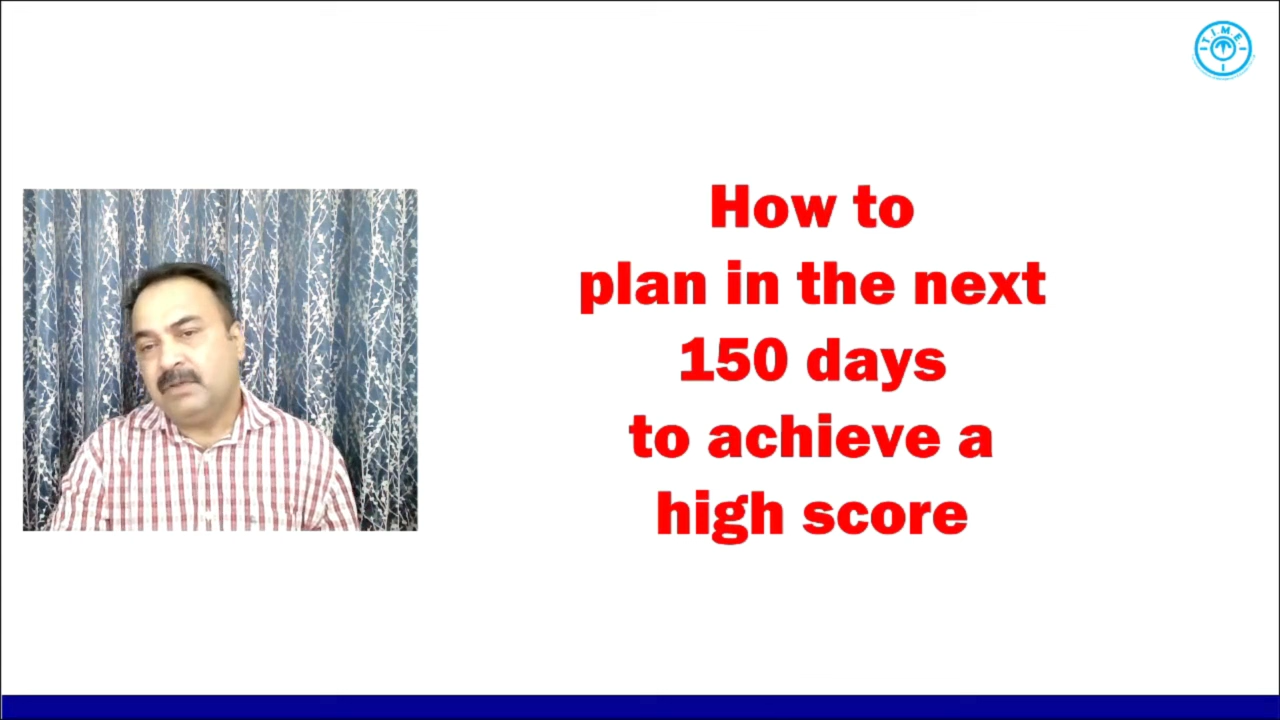 T.I.M.E.
How to
plan in the next
150 days
to achieve a
high score